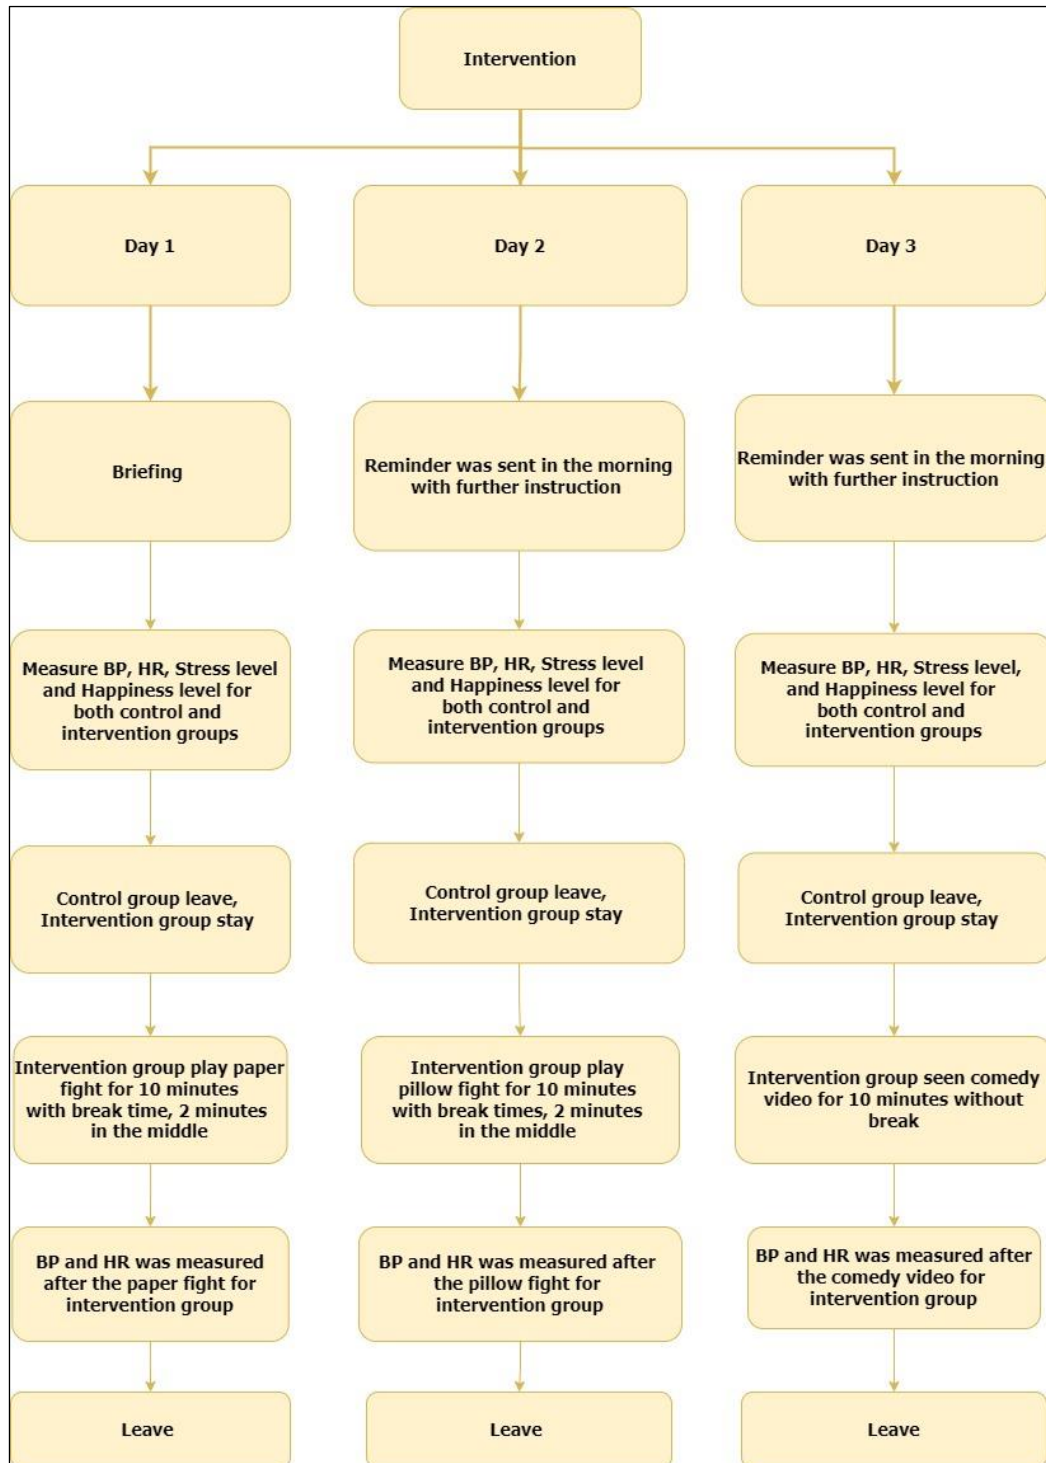 Intervention
Day 1
Day 2
Day 3
Briefing
Reminder was sent in the morning
with further instruction
Reminder was sent in the morning
with further instruction
Measure BP, HR, Stress level
and Happiness level for
both control and
intervention groups
Measure BP, HR, Stress level
and Happiness level for
both control and
intervention groups
Measure BP, HR, Stress level,
and Happiness level for
both control and
intervention groups
Control group leave,
Intervention group stay
Control group leave,
Intervention group stay
Control group leave,
Intervention group stay
Intervention group play paper
fight for 10 minutes
with break time, 2 minutes
in the middle
Intervention group play
pillow fight for 10 minutes
with break times, 2 minutes
in the middle
Intervention group seen comedy
video for 10 minutes without
break
BP and HR was measured
after the paper fight for
intervention group
BP and HR was measured after
the pillow fight for
intervention group
BP and HR was measured after
the comedy video for
intervention group
Leave
Leave
Leave